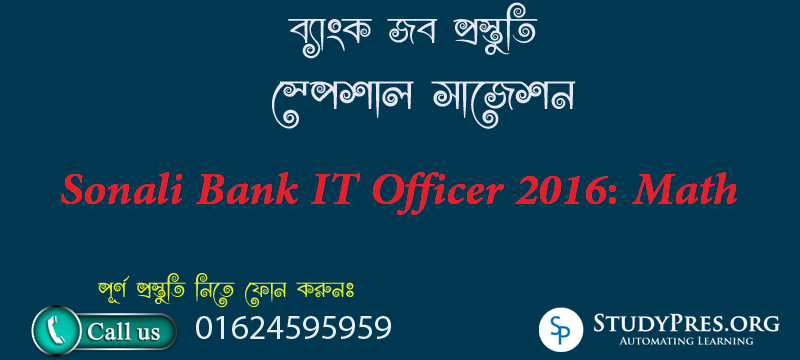 ব্যাংক জব প্রস্তুতি
স্পেশাল সাজেশন
Sonali Bank IT Officer 2016: Math
পূর্ণ প্রস্তুতি নিতে ফোন করুনঃ
Call us 01624595959
SP StudyPres.org
Automating Learning